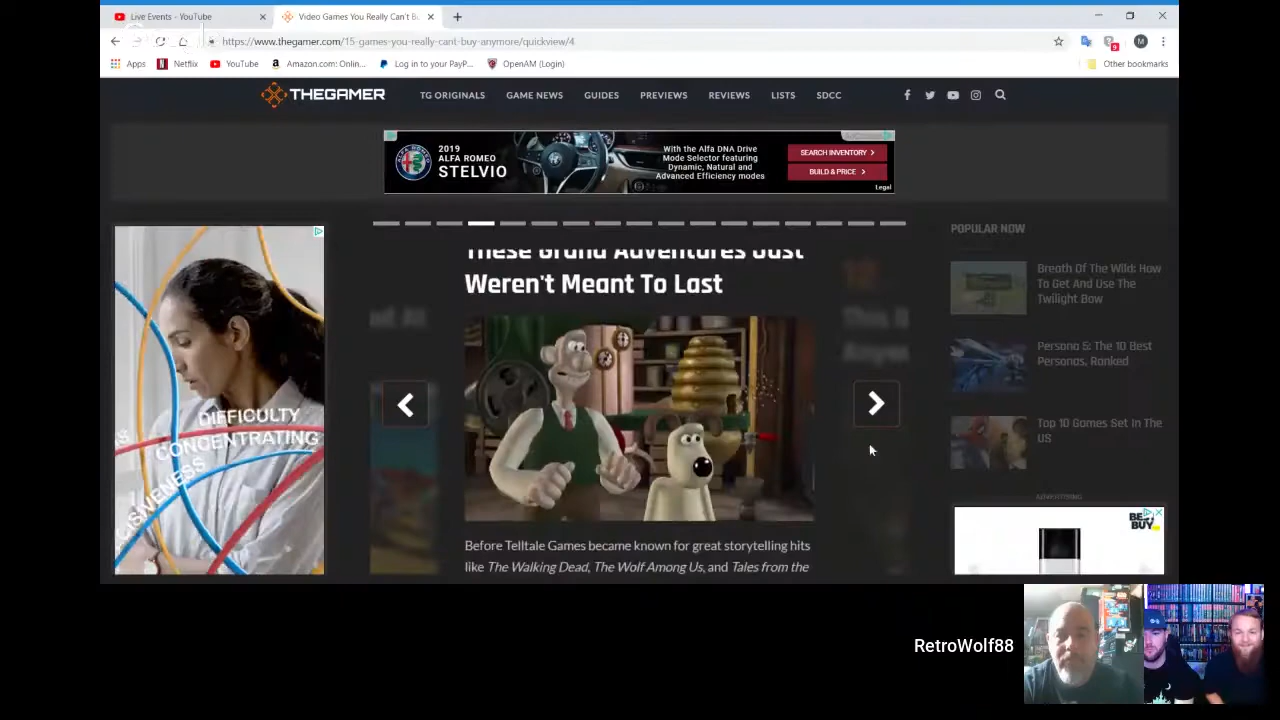 Live Events - YouTube
Video Games You Really Can't Bu
https://www.thegamer.com/15-games-you-really-cant-buy-anymore/quickview/4
9
M
Apps
Netflix
YouTube
Amazon.com: Onlin...
Log in to your PayP...
OpenAM (Login)
Other bookmarks
THEGAMER
TG ORIGINALS
GAME NEWS
GUIDES
PREVIEWS
REVIEWS
LISTS
SDCC
2019
ALFA ROMEO
STELVIO
With the Alfa DNA Drive
Mode Selector featuring
Dynamic, Natural and
Advanced Efficiency modes
SEARCH INVENTORY
BUILD & PRICE
Legal
These Grand Adventures Just
Weren't Meant To Last
Before Telltale Games became known for great storytelling hits
like The Walking Dead, The Wolf Among Us, and Tales from the
DIFFICULTY
CONCENTRATING
POPULAR NOW
Breath Of The Wild: How
To Get And Use The
Twilight Bow
Persona 5: The 10 Best
Personas, Ranked
Top 10 Games Set In The
US
ADVERTISING
BEST
BUY
RetroWolf88